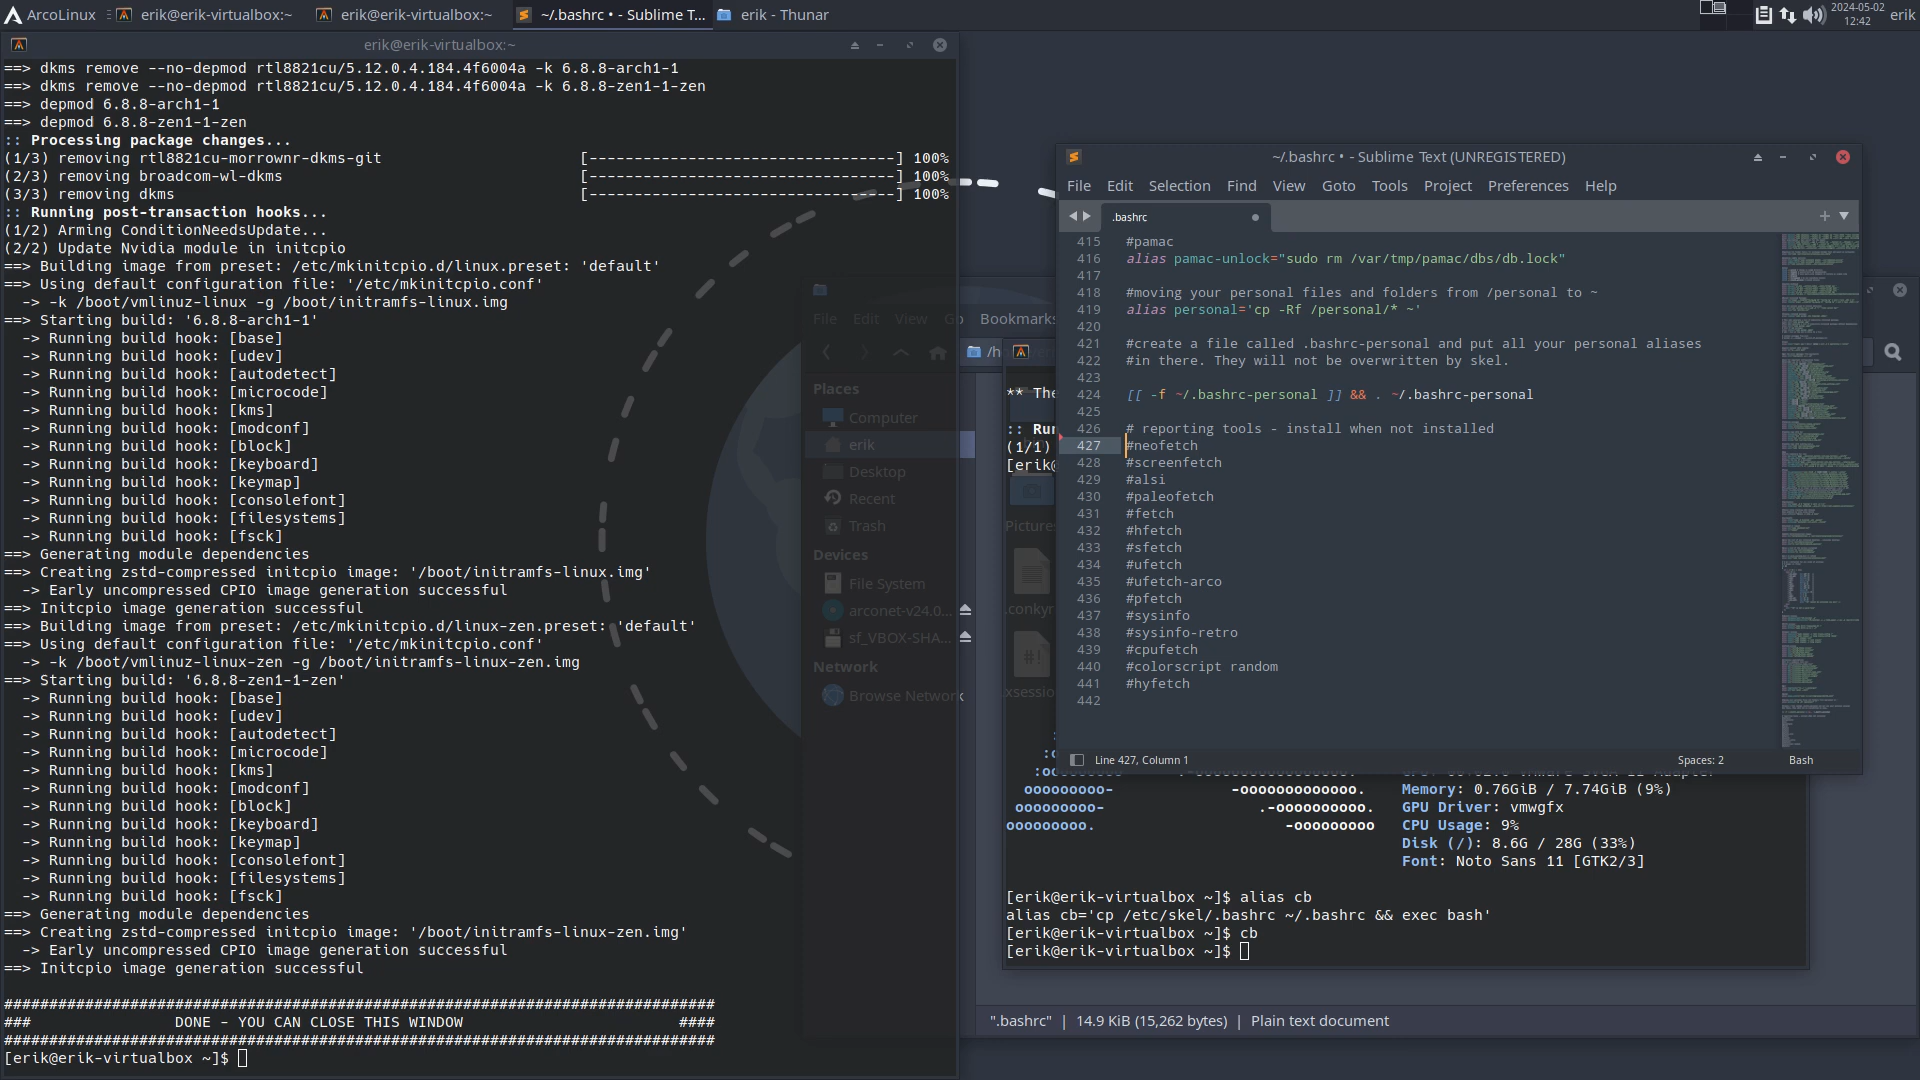 ArcoLinux
erik@erik-virtualbox:~
erik@erik-virtualbox:~
~/.bashrc • - Sublime T...
erik - Thunar
2024-05-02
12:42
erik
erik@erik-virtualbox:~
==> dkms remove --no-depmod rtl8821cu/5.12.0.4.184.4f6004a -k 6.8.8-arch1-1
==> dkms remove --no-depmod rtl8821cu/5.12.0.4.184.4f6004a -k 6.8.8-zen1-1-zen
==> depmod 6.8.8-arch1-1
==> depmod 6.8.8-zen1-1-zen
:: Processing package changes...
(1/3) removing rtl8821cu-morrownr-dkms-git [----------------------------------] 100%
(2/3) removing broadcom-wl-dkms [----------------------------------] 100%
(3/3) removing dkms [----------------------------------] 100%
:: Running post-transaction hooks...
(1/2) Arming ConditionNeedsUpdate...
(2/2) Update Nvidia module in initcpio
==> Building image from preset: /etc/mkinitcpio.d/linux.preset: 'default'
==> Using default configuration file: '/etc/mkinitcpio.conf'
-> -k /boot/vmlinuz-linux -g /boot/initramfs-linux.img
==> Starting build: '6.8.8-arch1-1'
-> Running build hook: [base]
-> Running build hook: [udev]
-> Running build hook: [autodetect]
-> Running build hook: [microcode]
-> Running build hook: [kms]
-> Running build hook: [modconf]
-> Running build hook: [block]
-> Running build hook: [keyboard]
-> Running build hook: [keymap]
-> Running build hook: [consolefont]
-> Running build hook: [filesystems]
-> Running build hook: [fsck]
==> Generating module dependencies
==> Creating zstd-compressed initcpio image: '/boot/initramfs-linux.img'
-> Early uncompressed CPIO image generation successful
==> Initcpio image generation successful
==> Building image from preset: /etc/mkinitcpio.d/linux-zen.preset: 'default'
==> Using default configuration file: '/etc/mkinitcpio.conf'
-> -k /boot/vmlinuz-linux-zen -g /boot/initramfs-linux-zen.img
==> Starting build: '6.8.8-zen1-1-zen'
-> Running build hook: [base]
-> Running build hook: [udev]
-> Running build hook: [autodetect]
-> Running build hook: [microcode]
-> Running build hook: [kms]
-> Running build hook: [modconf]
-> Running build hook: [block]
-> Running build hook: [keyboard]
-> Running build hook: [keymap]
-> Running build hook: [consolefont]
-> Running build hook: [filesystems]
-> Running build hook: [fsck]
==> Generating module dependencies
==> Creating zstd-compressed initcpio image: '/boot/initramfs-linux-zen.img'
-> Early uncompressed CPIO image generation successful
==> Initcpio image generation successful
###############################################################################
### DONE - YOU CAN CLOSE THIS WINDOW ####
###############################################################################
[erik@erik-virtualbox ~]$
File Edit View Go Bookmarks
/h
Places
Computer
erik
Desktop
Recent
Trash
Devices
File System
arconet-v24.0...
sf_VBOX-SHA...
Network
Browse Network
Pictures
.conkyr
xsessio
** The
:: Run
(1/1)
[erik@
~/.bashrc • - Sublime Text (UNREGISTERED)
File Edit Selection Find View Goto Tools Project Preferences Help
.bashrc
415 #pamac
416 alias pamac-unlock="sudo rm /var/tmp/pamac/dbs/db.lock"
417
418 #moving your personal files and folders from /personal to ~
419 alias personal='cp -Rf /personal/* ~'
420
421 #create a file called .bashrc-personal and put all your personal aliases
422 #in there. They will not be overwritten by skel.
423
424 [[ -f ~/.bashrc-personal ]] && . ~/.bashrc-personal
425
426 # reporting tools - install when not installed
427 #neofetch
428 #screenfetch
429 #alsi
430 #paleofetch
431 #fetch
432 #hfetch
433 #sfetch
434 #ufetch
435 #ufetch-arco
436 #pfetch
437 #sysinfo
438 #sysinfo-retro
439 #cpufetch
440 #colorscript random
441 #hyfetch
442
Line 427, Column 1
Spaces: 2
Bash
ooooooooo- -ooooooooooooo. Memory: 0.76GiB / 7.74GiB (9%)
ooooooooo- .-oooooooooo. GPU Driver: vmwgfx
ooooooooo. -ooooooooo CPU Usage: 9%
Disk (/): 8.6G / 28G (33%)
Font: Noto Sans 11 [GTK2/3]
[erik@erik-virtualbox ~]$ alias cb
alias cb='cp /etc/skel/.bashrc ~/.bashrc && exec bash'
[erik@erik-virtualbox ~]$ cb
[erik@erik-virtualbox ~]$
".bashrc" | 14.9 KiB (15,262 bytes) | Plain text document